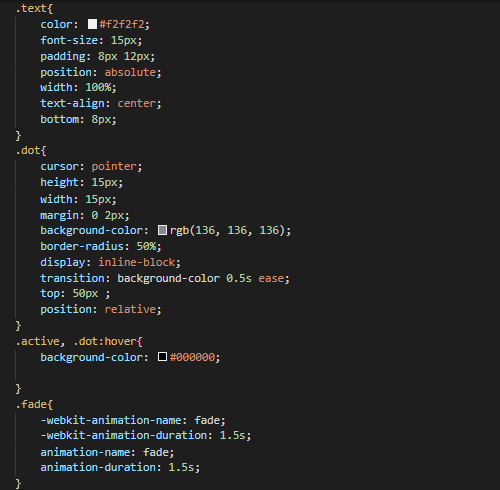 .text{
color: #f2f2f2;
font-size: 15px;
padding: 8px 12px;
position: absolute;
width: 100%;
text-align: center;
bottom: 8px;
}
.dot{
cursor: pointer;
height: 15px;
width: 15px;
margin: 0 2px;
background-color: rgb(136, 136, 136);
border-radius: 50%;
display: inline-block;
transition: background-color 0.5s ease;
top: 50px ;
position: relative;
}
.active, .dot:hover{
background-color: #000000;
}
.fade{
-webkit-animation-name: fade;
-webkit-animation-duration: 1.5s;
animation-name: fade;
animation-duration: 1.5s;
}